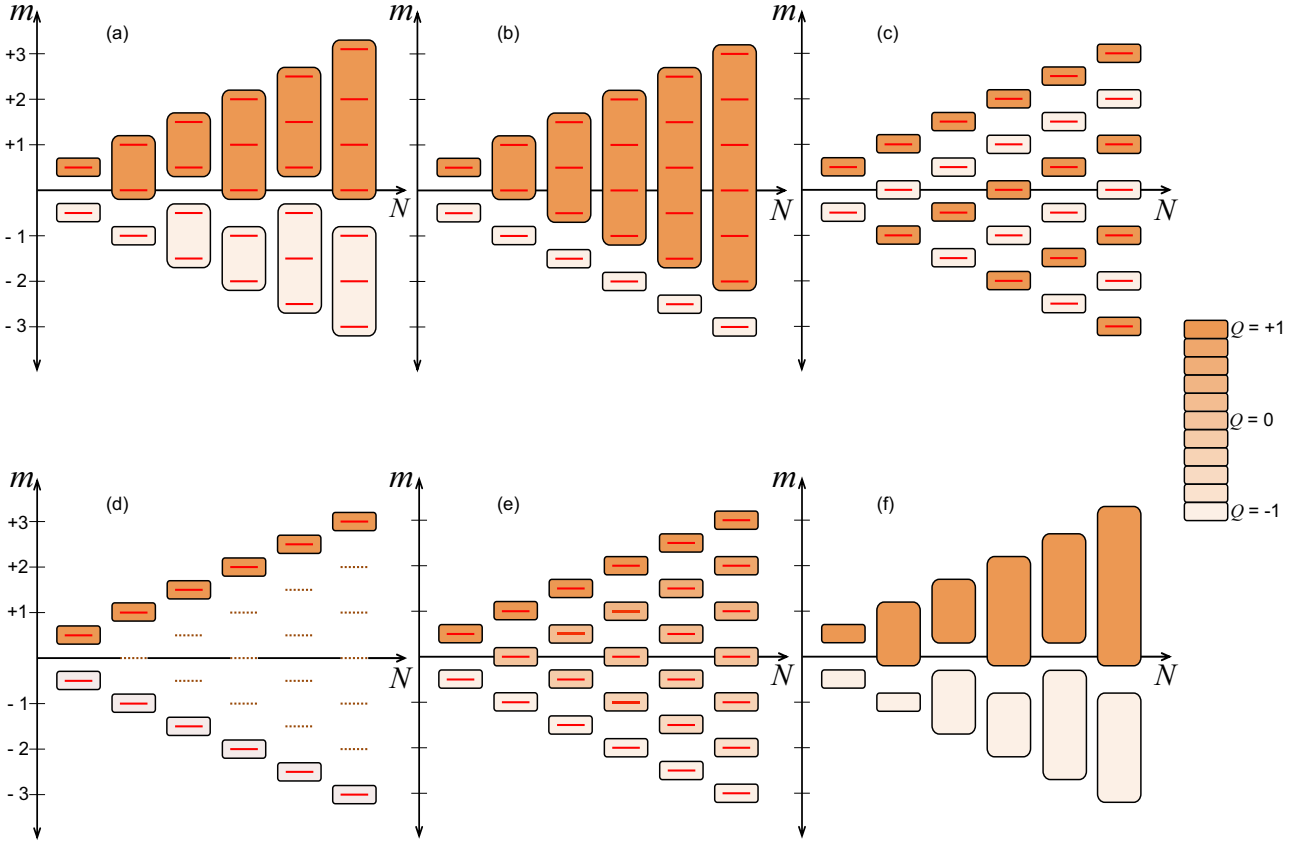 m (a) m (b) m (c)
+3
+2
+1
N N N
- 1
- 2
- 3
Q = +1
Q = 0
Q = -1
m (d) m (e) m (f)
+3
+2
+1
N N N
- 1
- 2
- 3